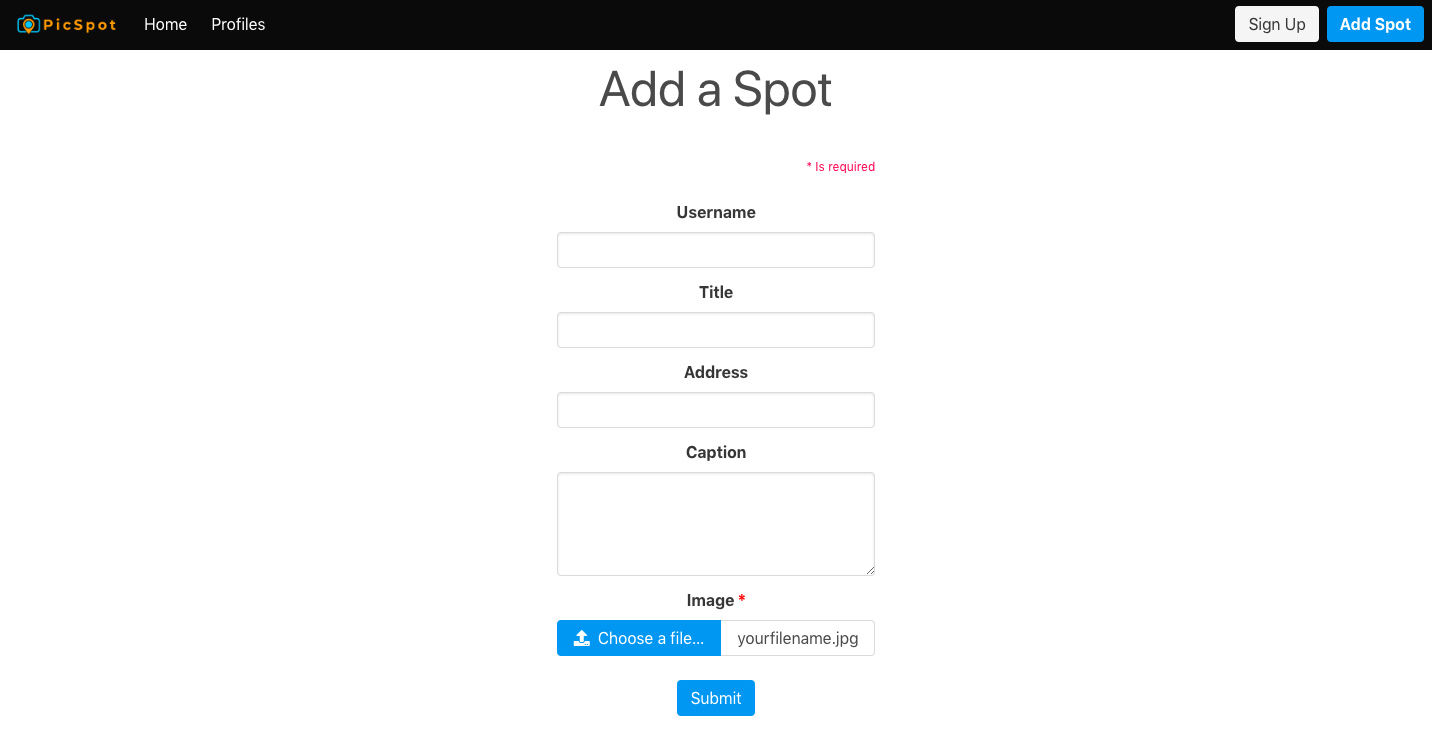 PicSpot Home Profiles Sign Up Add Spot
Add a Spot
* Is required
Username
Title
Address
Caption
Image *
Choose a file... yourfilename.jpg
Submit